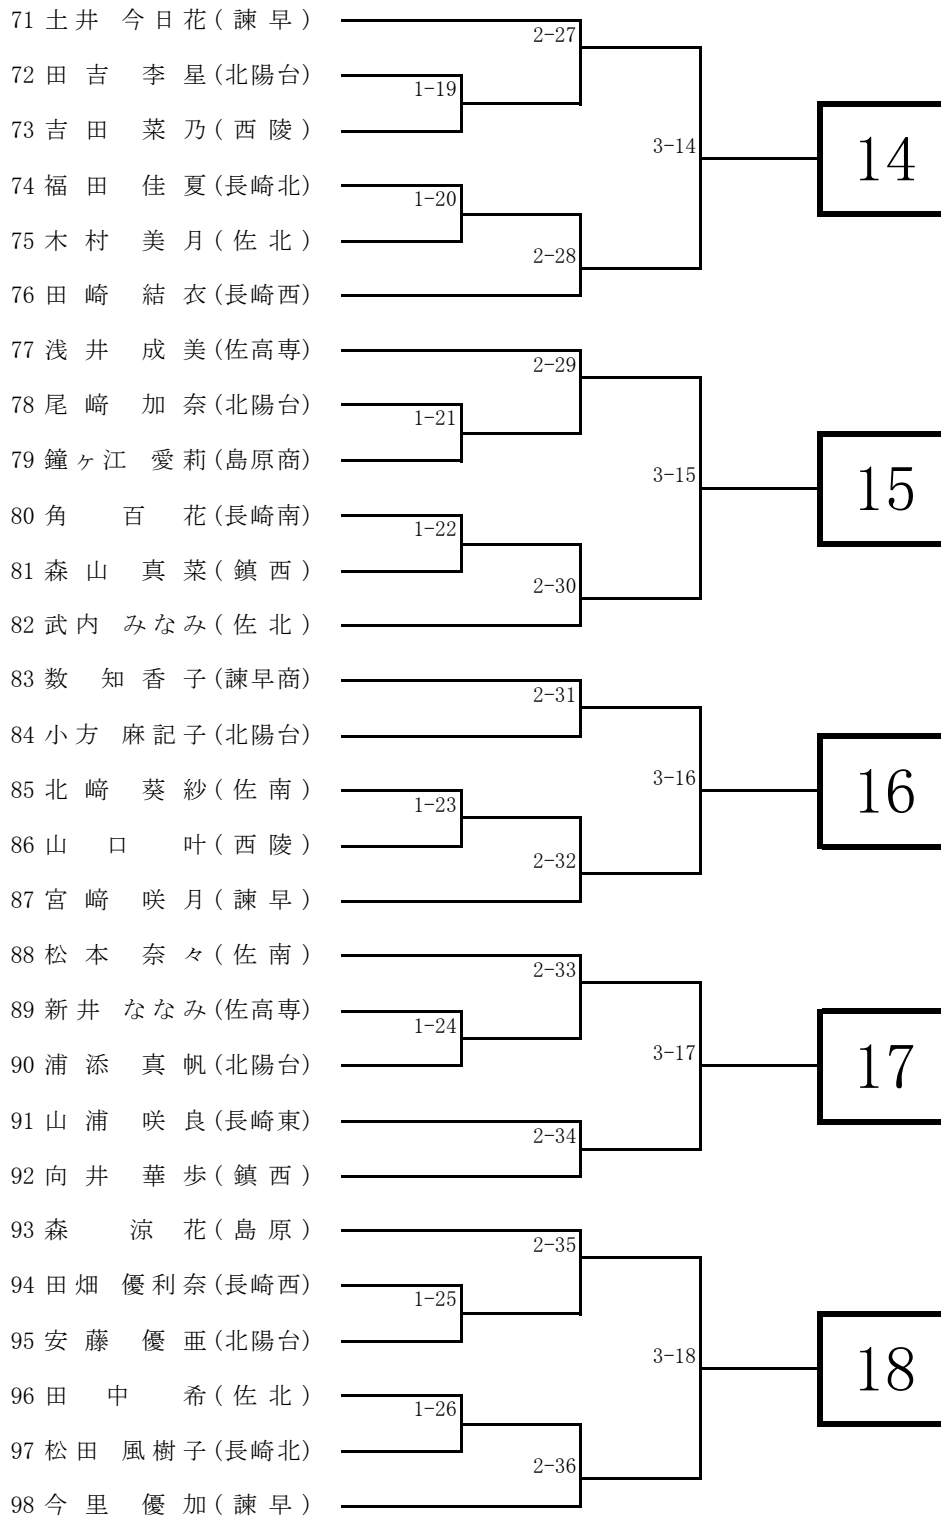 71 土井 今日花(諫早)
2-27
72 田吉 李星(北陽台)
1-19
73 吉田 菜乃(西陵)
3-14
14
74 福田 佳夏(長崎北)
1-20
75 木村 美月(佐北)
2-28
76 田崎 結衣(長崎西)
77 浅井 成美(佐高専)
2-29
78 尾﨑 加奈(北陽台)
1-21
79 鐘ヶ江 愛莉(島原商)
3-15
15
80 角 百花(長崎南)
1-22
81 森山 真菜(鎮西)
2-30
82 武内 みなみ(佐北)
83 数 知香子(諫早商)
2-31
84 小方 麻記子(北陽台)
3-16
16
85 北﨑 葵紗(佐南)
1-23
86 山口 叶(西陵)
2-32
87 宮﨑 咲月(諫早)
88 松本 奈々(佐南)
2-33
89 新井 ななみ(佐高専)
1-24
3-17
17
90 浦添 真帆(北陽台)
91 山浦 咲良(長崎東)
2-34
92 向井 華歩(鎮西)
93 森 涼花(島原)
2-35
94 田畑 優利奈(長崎西)
1-25
95 安藤 優亜(北陽台)
3-18
18
96 田中 希(佐北)
1-26
97 松田 風樹子(長崎北)
2-36
98 今里 優加(諫早)